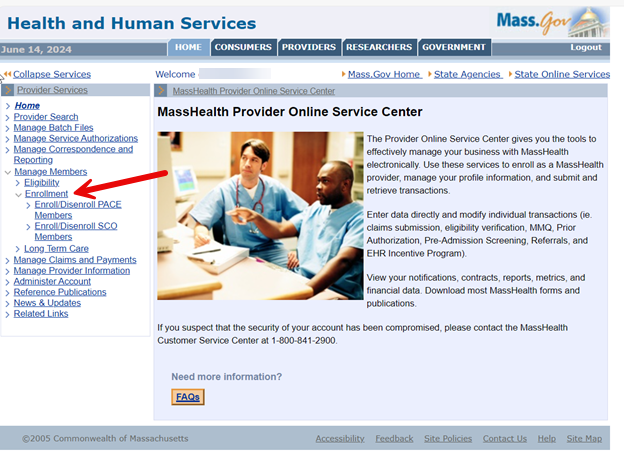 Health and Human Services
Mass.Gov
June 14, 2024
HOME CONSUMERS PROVIDERS RESEARCHERS GOVERNMENT
Logout
Collapse Services
Welcome
Mass.Gov Home State Agencies State Online Services
Provider Services
Home
Provider Search
Manage Batch Files
Manage Service Authorizations
Manage Correspondence and
Reporting
Manage Members
Eligibility
Enrollment
Enroll/Disenroll PACE
Members
Enroll/Disenroll SCO
Members
Long Term Care
Manage Claims and Payments
Manage Provider Information
Administer Account
Reference Publications
News & Updates
Related Links
MassHealth Provider Online Service Center
MassHealth Provider Online Service Center
The Provider Online Service Center gives you the tools to
effectively manage your business with MassHealth
electronically. Use these services to enroll as a MassHealth
provider, manage your profile information, and submit and
retrieve transactions.
Enter data directly and modify individual transactions (ie.
claims submission, eligibility verification, MMQ, Prior
Authorization, Pre-Admission Screening, Referrals, and
EHR Incentive Program).
View your notifications, contracts, reports, metrics, and
financial data. Download most MassHealth forms and
publications.
If you suspect that the security of your account has been compromised, please contact the MassHealth
Customer Service Center at 1-800-841-2900.
Need more information?
FAQs
©2005 Commonwealth of Massachusetts
Accessibility Feedback Site Policies Contact Us Help Site Map